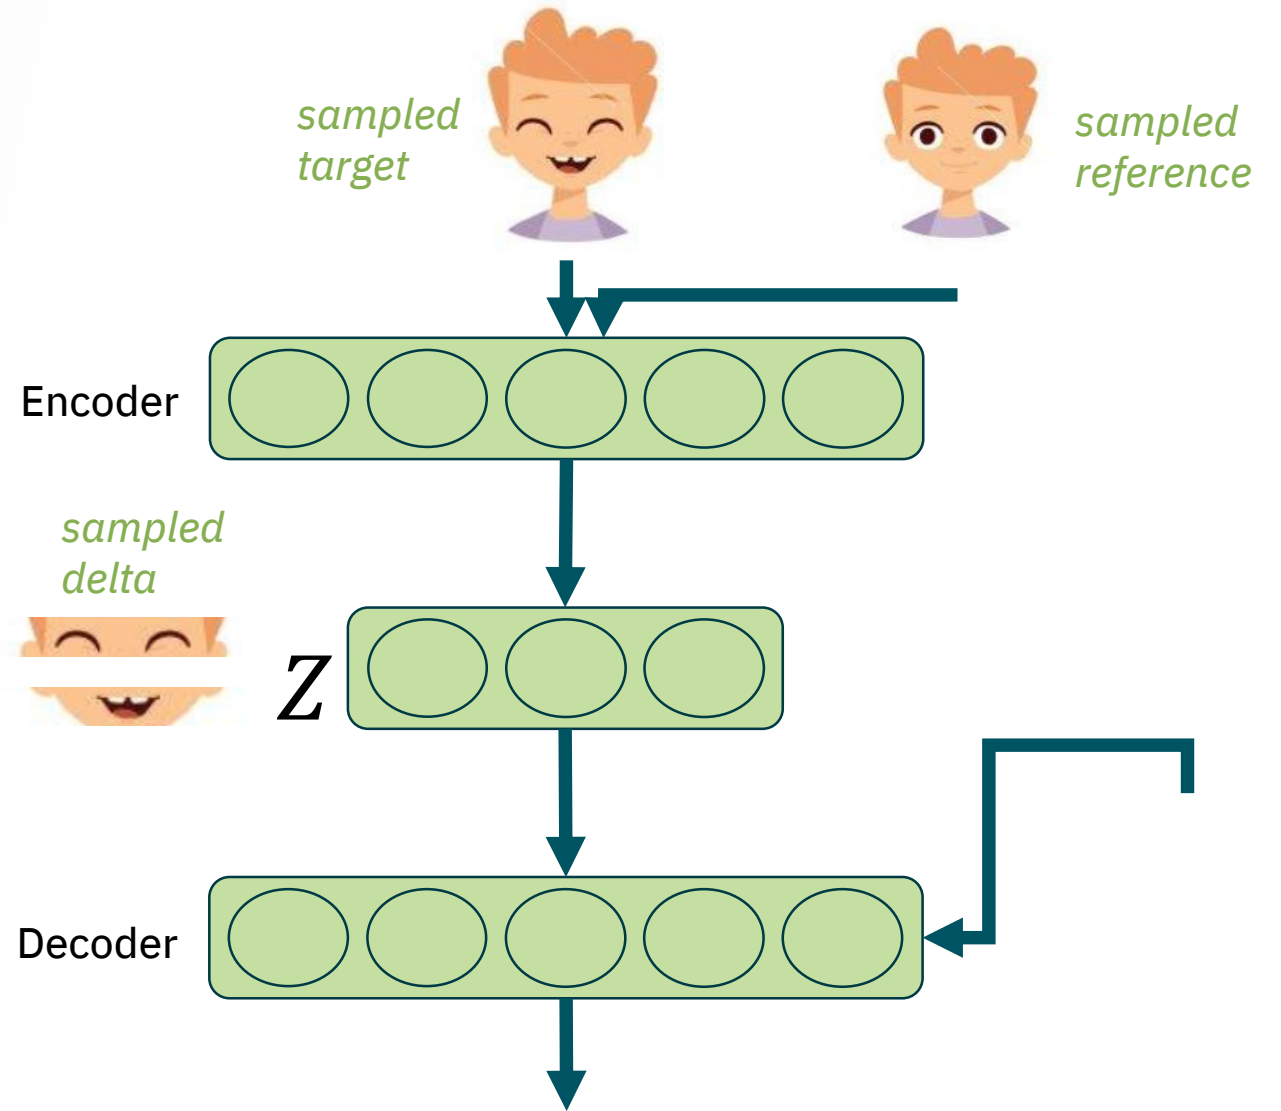 sampled
target
sampled
reference
Encoder
sampled
delta
Z
Decoder